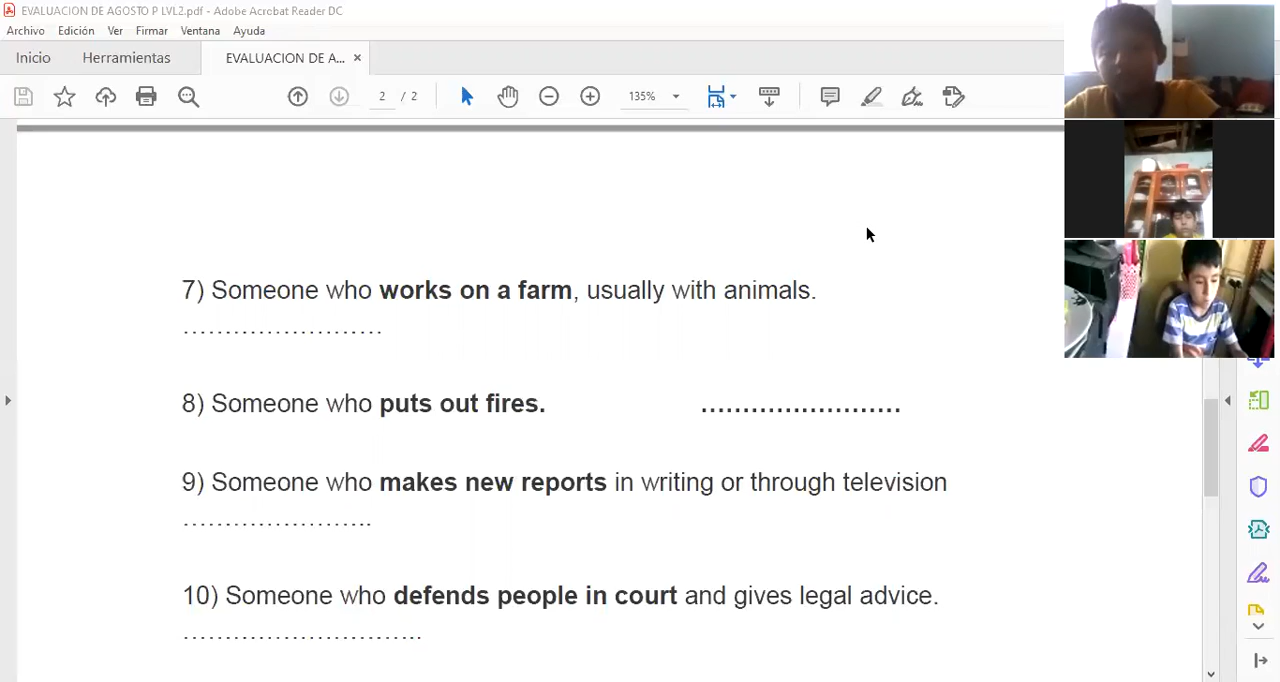 EVALUACION DE AGOSTO P LVL2.pdf - Adobe Acrobat Reader DC
Archivo Edición Ver Firmar Ventana Ayuda
Inicio Herramientas EVALUACION DE A... ×
2 / 2 135%
7) Someone who works on a farm, usually with animals.
……………………
8) Someone who puts out fires. ……………………
9) Someone who makes new reports in writing or through television
…………………..
10) Someone who defends people in court and gives legal advice.
………………………..